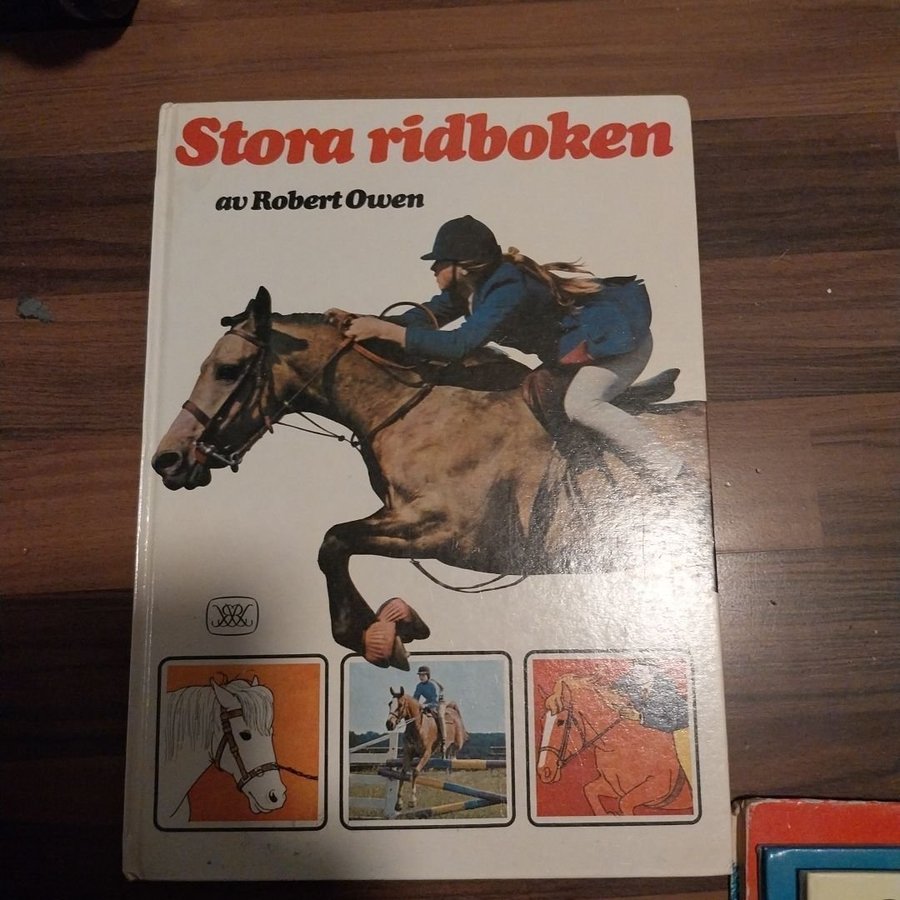 Stora ridboken
av Robert Owen